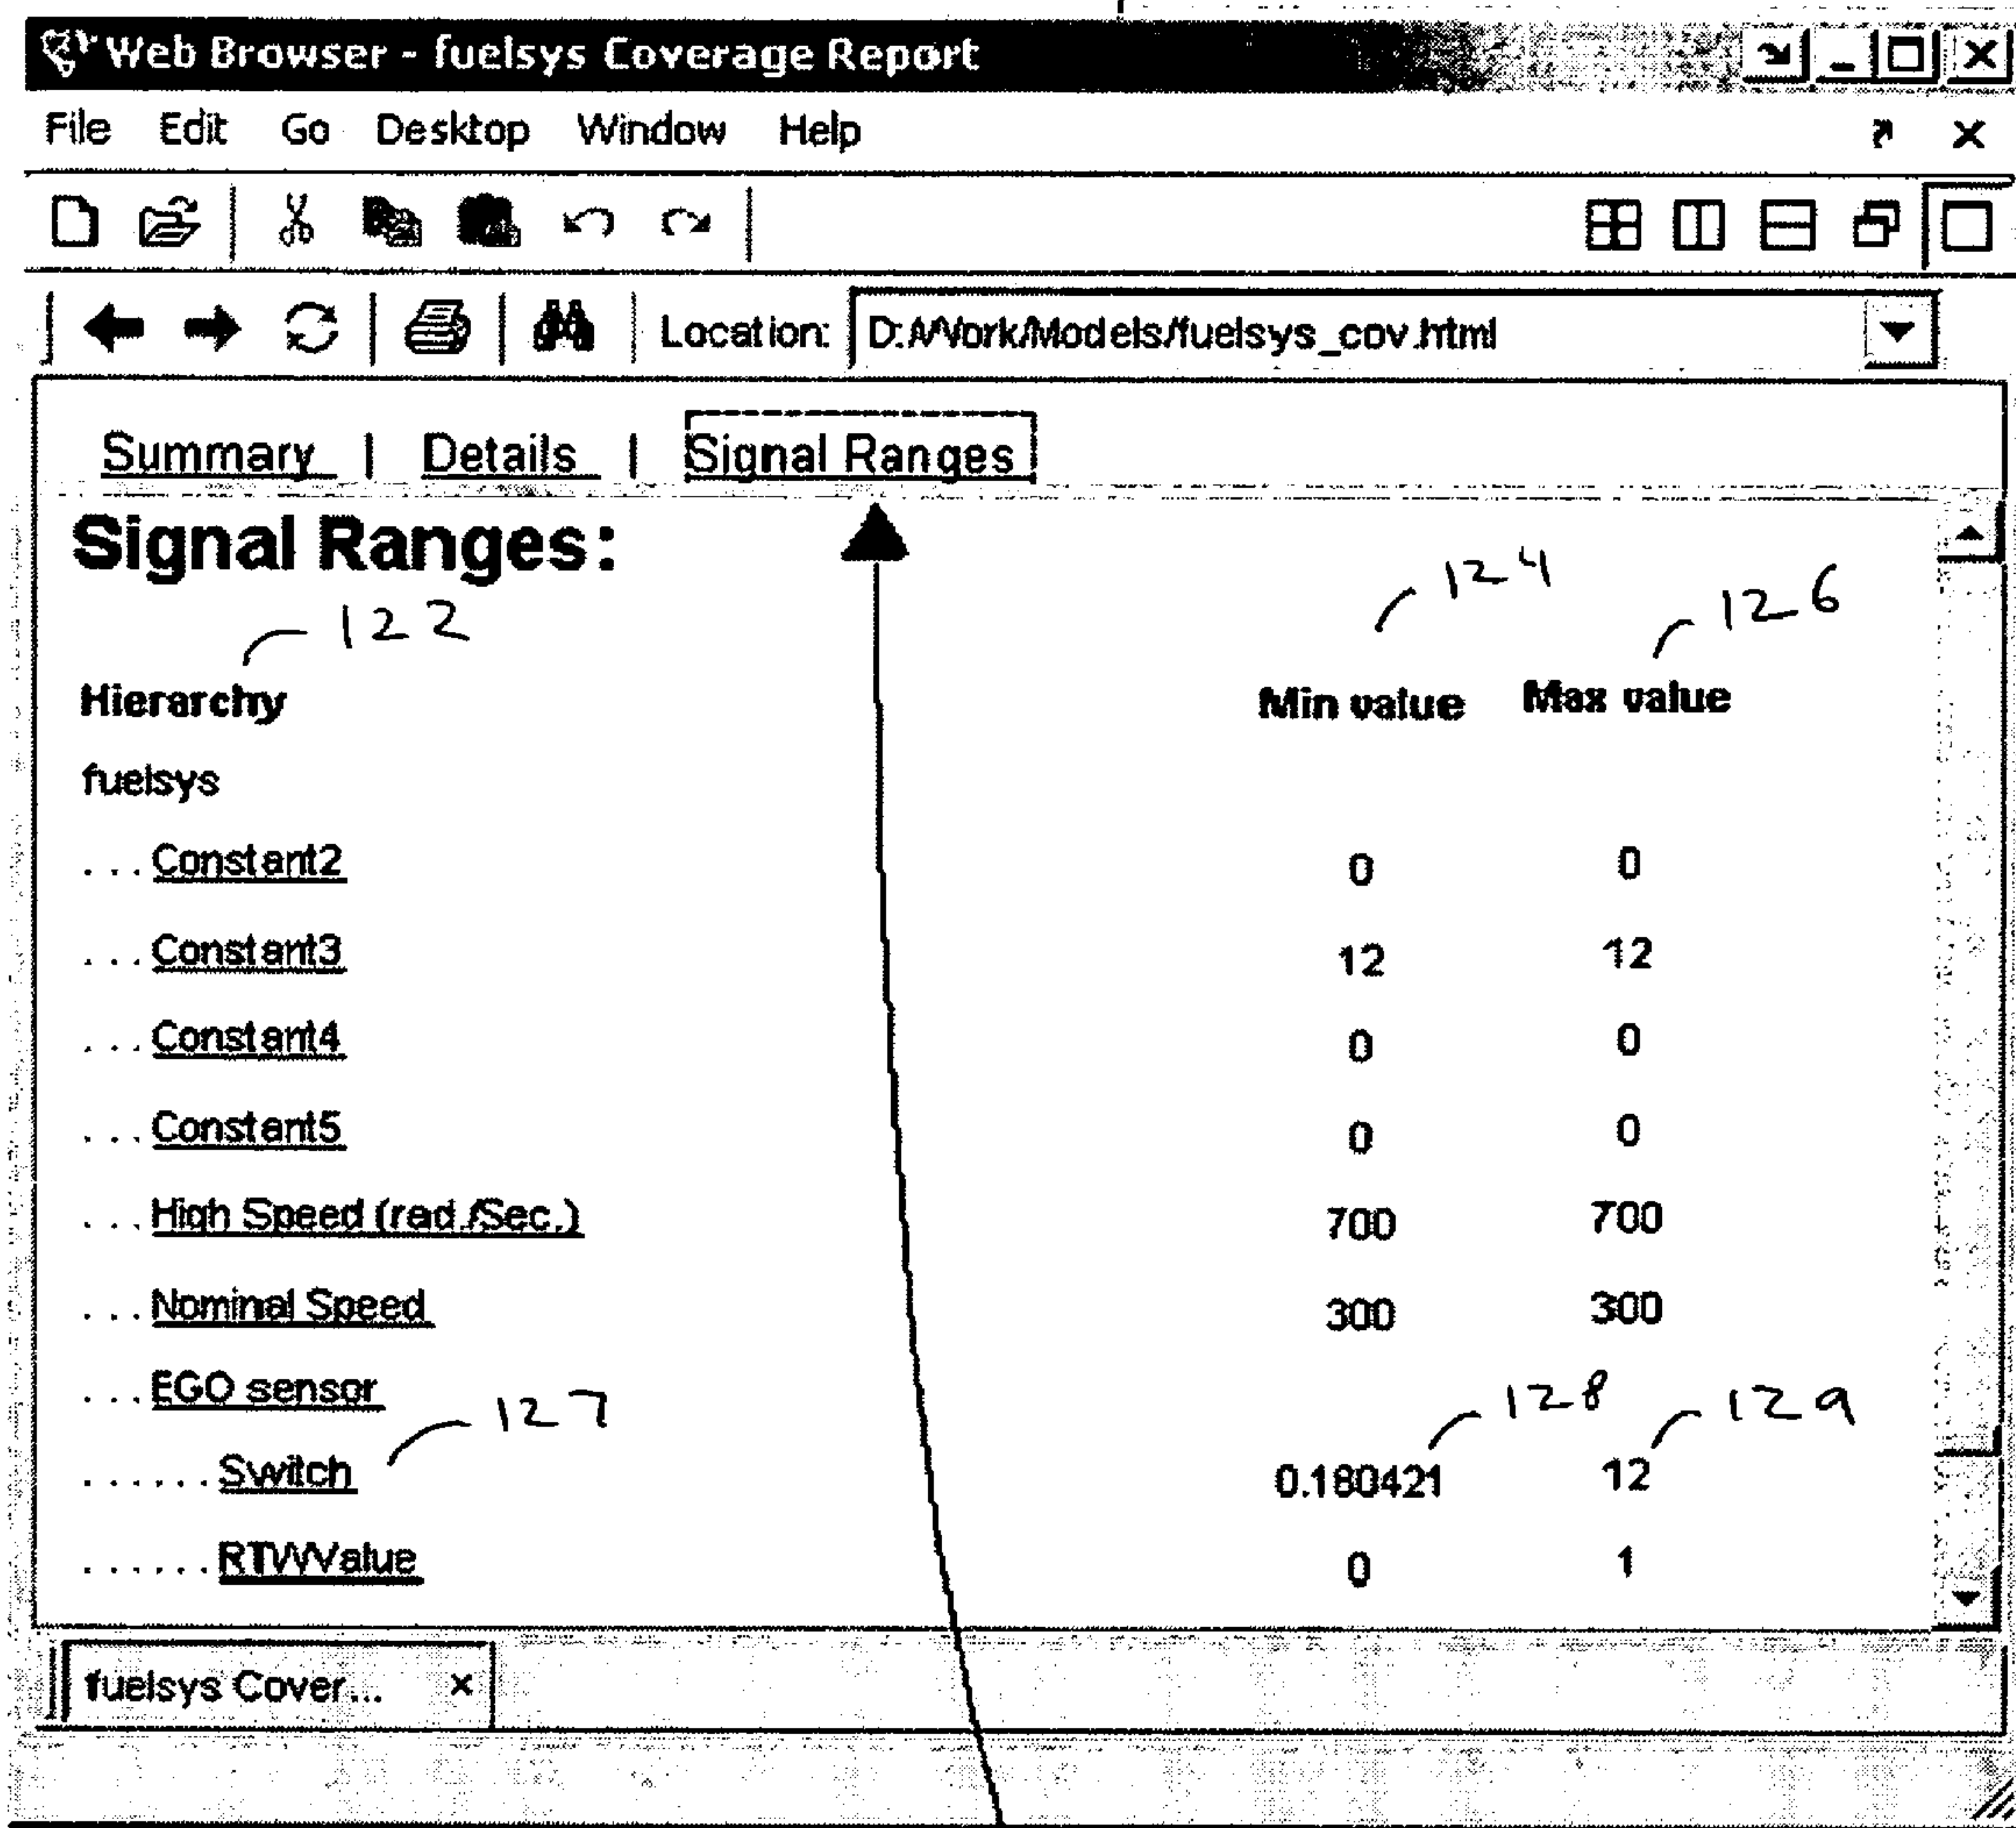 Web Browser - fuelsys Coverage Report
File Edit Go Desktop Window Help
Location: D:/Work/Models/fuelsys_cov.html
Summary | Details | Signal Ranges
Signal Ranges:
122
124
126
Hierarchy Min value Max value
fuelsys
... Constant2 0 0
... Constant3 12 12
... Constant4 0 0
... Constant5 0 0
... High Speed (rad./Sec.) 700 700
... Nominal Speed 300 300
... EGO sensor
127 128 129
...... Switch 0.180421 12
...... RTWValue 0 1
fuelsys Cover... ×